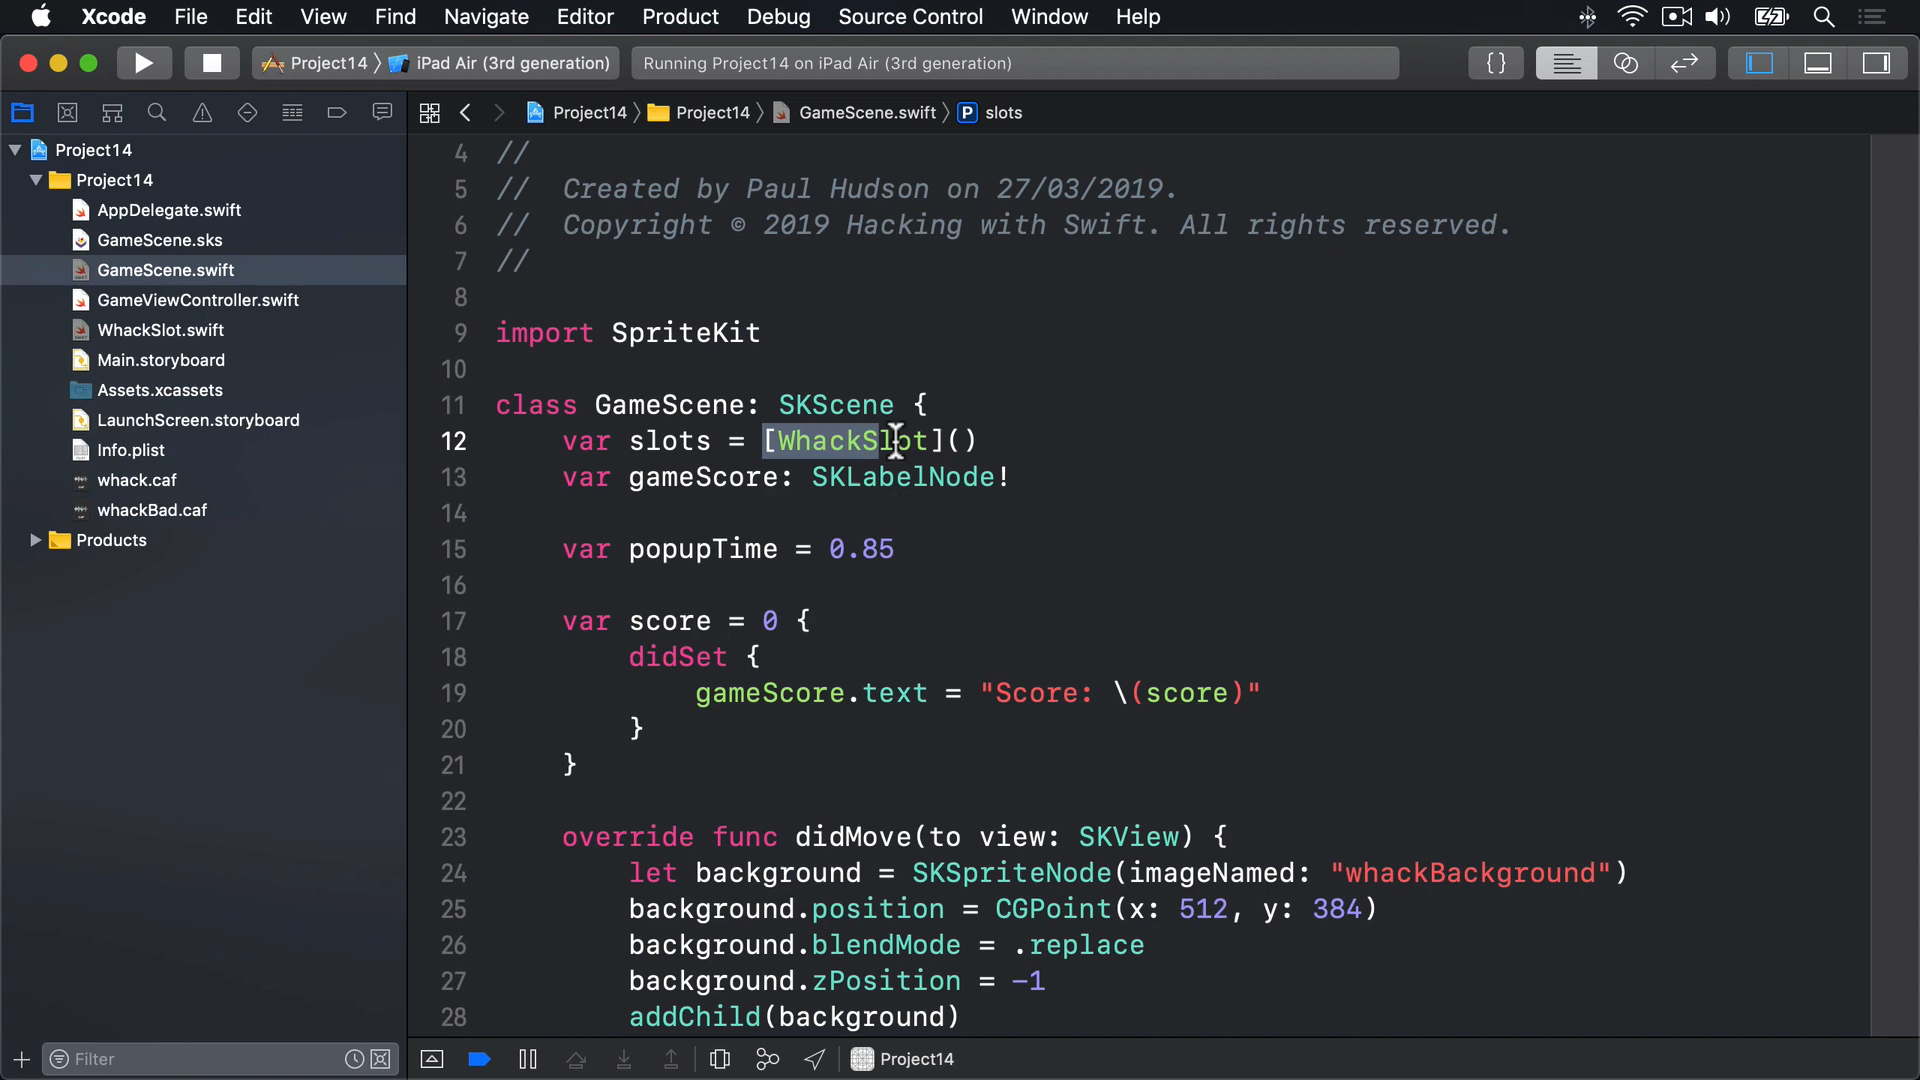 Xcode File Edit View Find Navigate Editor Product Debug Source Control Window Help
Project14 〉 iPad Air (3rd generation)
Running Project14 on iPad Air (3rd generation)
{}
Project14 〉 Project14 〉 GameScene.swift 〉 P slots
Project14
Project14
AppDelegate.swift
GameScene.sks
GameScene.swift
GameViewController.swift
WhackSlot.swift
Main.storyboard
Assets.xcassets
LaunchScreen.storyboard
Info.plist
whack.caf
whackBad.caf
Products
Filter
4 //
5 //  Created by Paul Hudson on 27/03/2019.
6 //  Copyright © 2019 Hacking with Swift. All rights reserved.
7 //
8
9 import SpriteKit
10
11 class GameScene: SKScene {
12     var slots = [WhackSlot]()
13     var gameScore: SKLabelNode!
14
15     var popupTime = 0.85
16
17     var score = 0 {
18         didSet {
19             gameScore.text = "Score: \(score)"
20         }
21     }
22
23     override func didMove(to view: SKView) {
24         let background = SKSpriteNode(imageNamed: "whackBackground")
25         background.position = CGPoint(x: 512, y: 384)
26         background.blendMode = .replace
27         background.zPosition = -1
28         addChild(background)
Project14